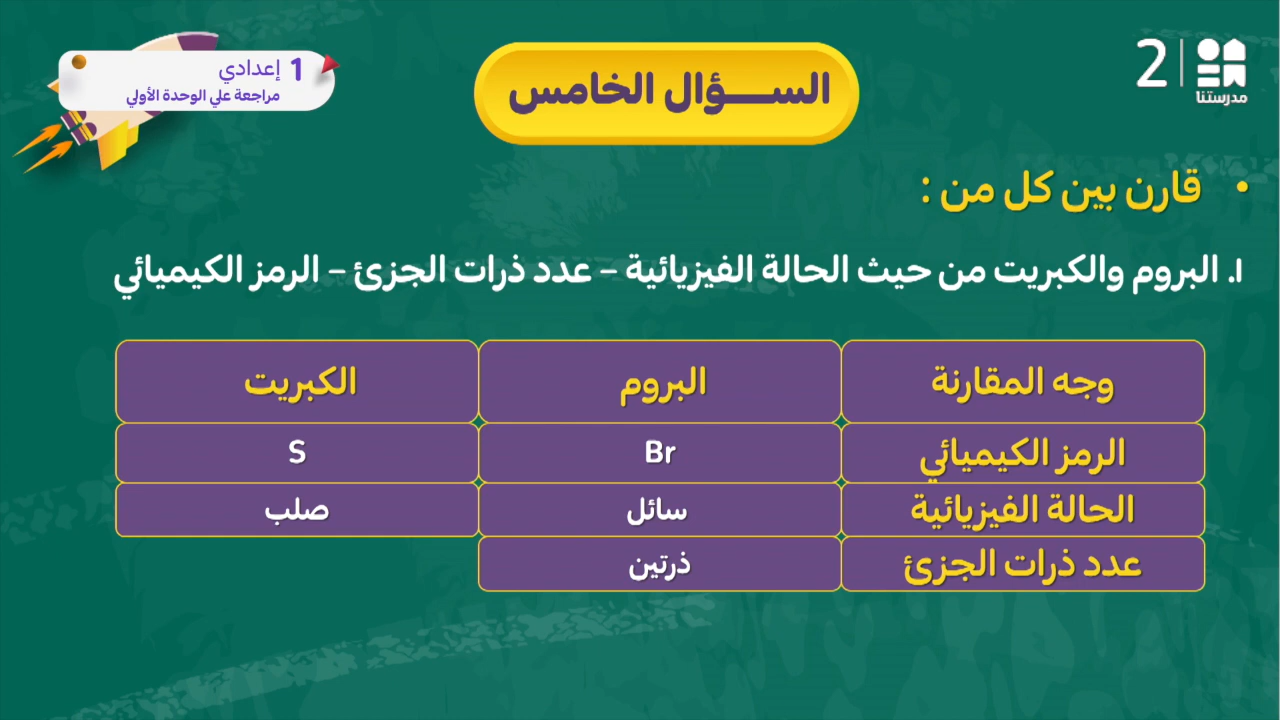 2
مدرستنا
1 إعدادي
مراجعة علي الوحدة الأولي
الســـؤال الخامس
• قارن بين كل من :
١. البروم والكبريت من حيث الحالة الفيزيائية – عدد ذرات الجزئ – الرمز الكيميائي
وجه المقارنة البروم الكبريت
الرمز الكيميائي Br S
الحالة الفيزيائية سائل صلب
عدد ذرات الجزئ ذرتين